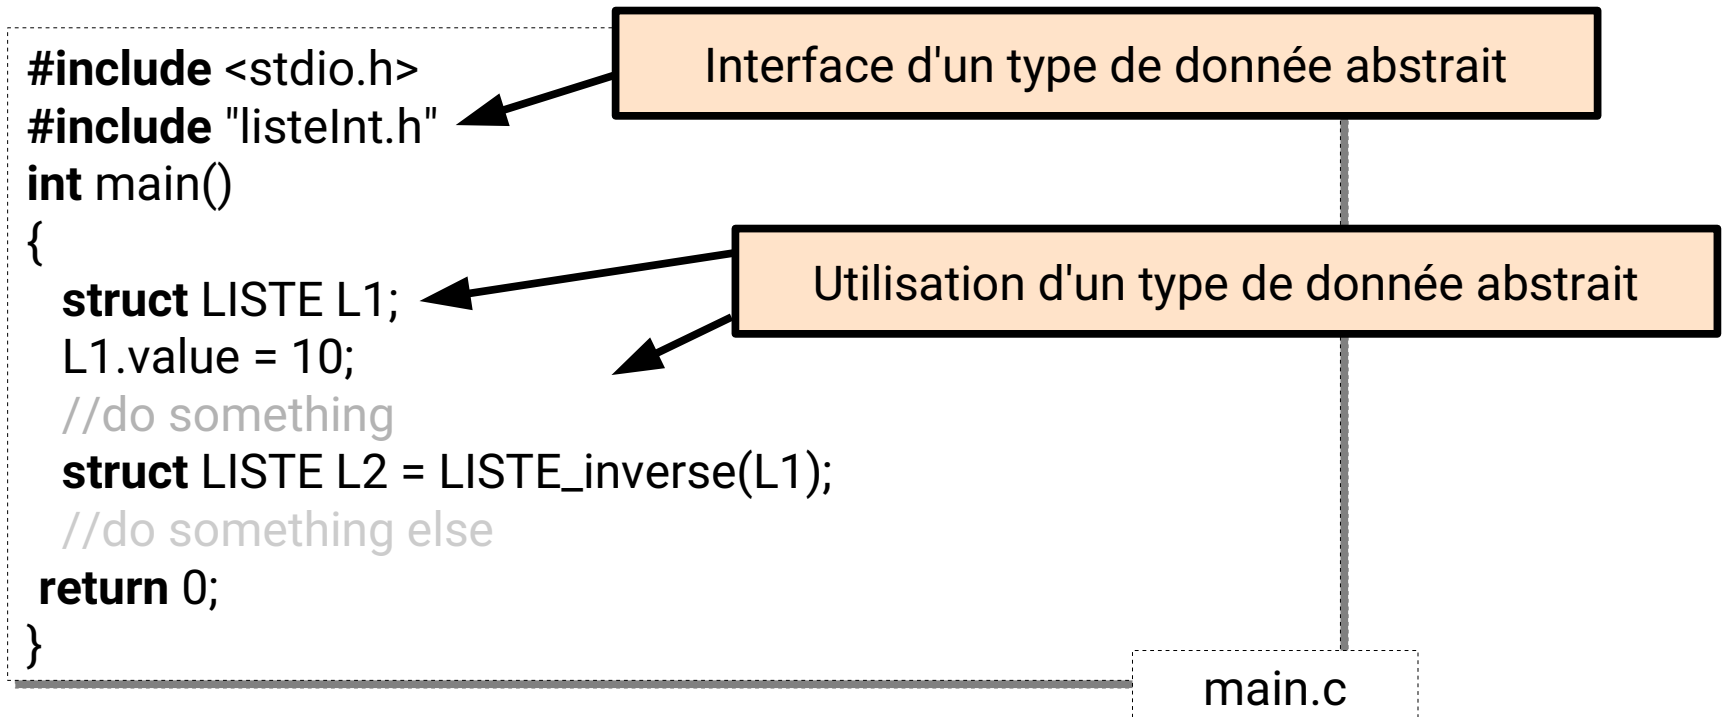 Interface d'un type de donnée abstrait
#include <stdio.h>
#include "listeInt.h"
int main()
{
Utilisation d'un type de donnée abstrait
struct LISTE L1;
L1.value = 10;
//do something
struct LISTE L2 = LISTE_inverse(L1);
//do something else
return 0;
}
main.c